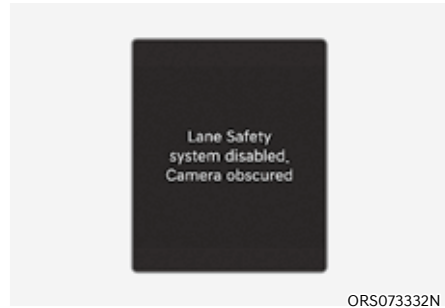 Lane Safety
system disabled.
Camera obscured
ORS073332N